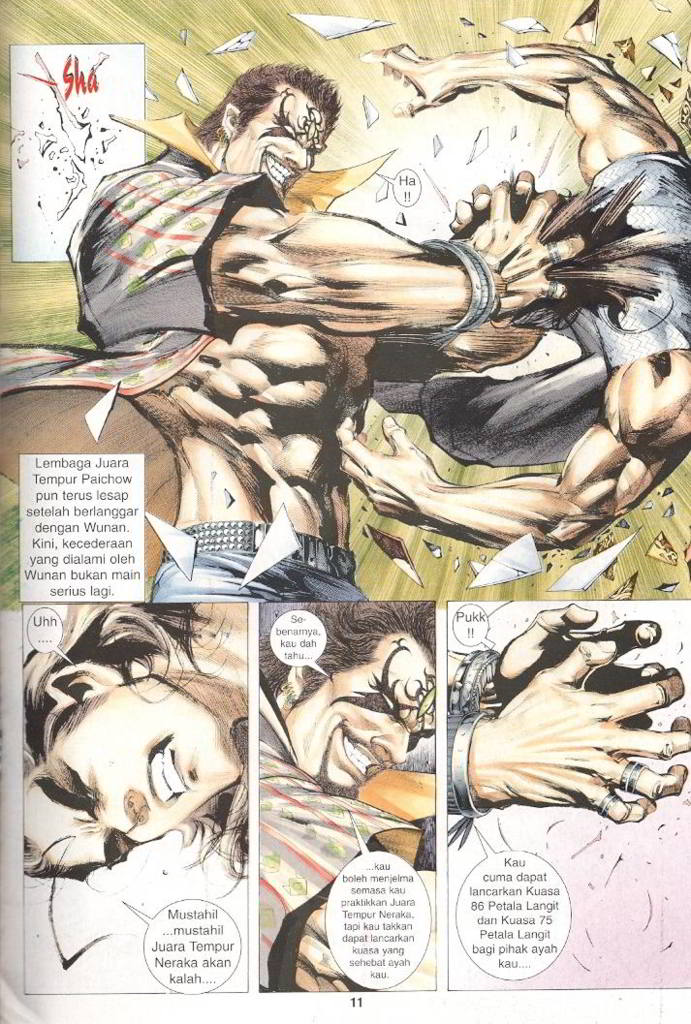 Sha
Ha
!!
Lembaga Juara
Tempur Paichow
pun terus lesap
setelah berlanggar
dengan Wunan.
Kini, kecederaan
yang dialami oleh
Wunan bukan main
serius lagi.
Uhh
....
Mustahil
...mustahil
Juara Tempur
Neraka akan
kalah....
Se-
benarnya,
kau dah
tahu...
...kau
boleh menjelma
semasa kau
praktikkan Juara
Tempur Neraka,
tapi kau takkan
dapat lancarkan
kuasa yang
sehebat ayah
kau.
Pukk
!!
Kau
cuma dapat
lancarkan Kuasa
86 Petala Langit
dan Kuasa 75
Petala Langit
bagi pihak ayah
kau....
11